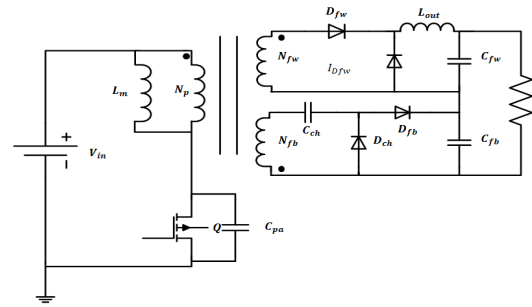 D_fw
L_out
N_fw
I_Dfw
C_fw
L_m
N_p
C_ch
D_fb
N_fb
D_ch
C_fb
+
V_in
Q
C_pa